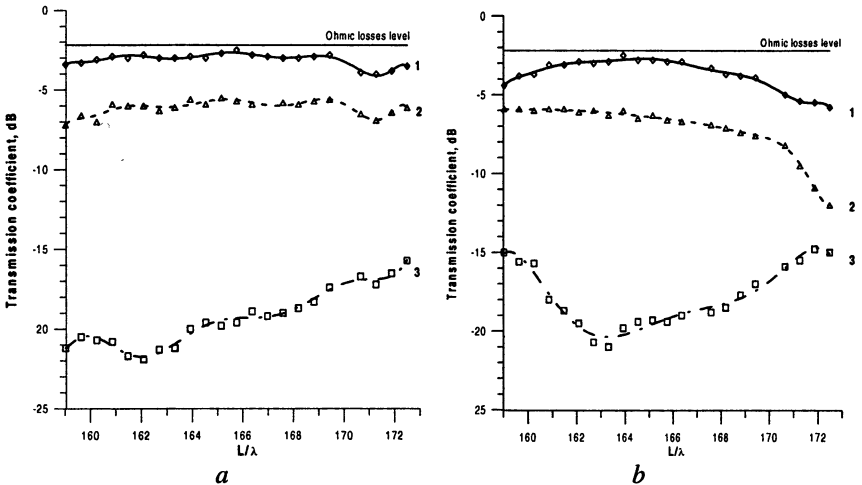 0
-5
-10
-15
20
-25
Transmission coefficient, dB
Ohmic losses level
1
2
3
160 162 164 166 168 170 172
L/λ
a
0
-5
-10
-15
-20
25
Transmission coefficient, dB
Ohmic losses level
1
2
3
160 162 164 166 168 170 172
L/λ
b